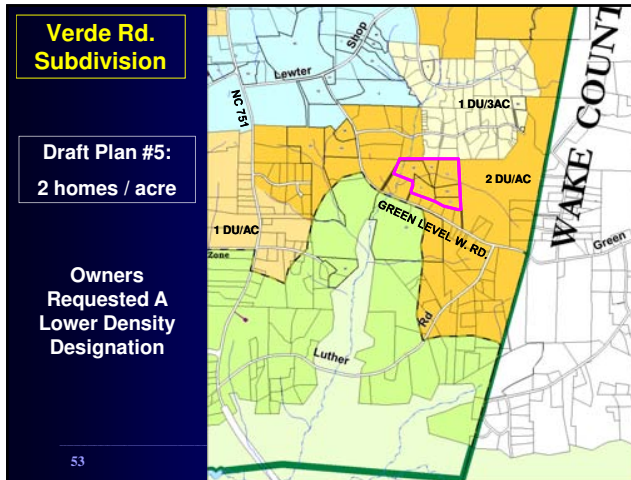 Verde Rd.
Subdivision
Draft Plan #5:
2 homes / acre
Owners
Requested A
Lower Density
Designation
53
Shop
Lewter
NC 751
1 DU/3AC
2 DU/AC
1 DU/AC
GREEN LEVEL W. RD.
Zone
Rd
Luther
Green
WAKE COUNT